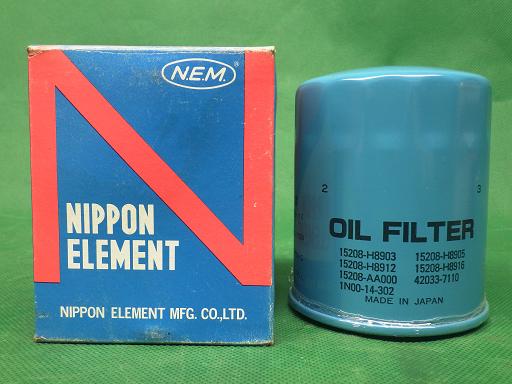 N.E.M.®
NIPPON
ELEMENT
NIPPON ELEMENT MFG. CO.,LTD.
2
3
OIL FILTER
15208-H8903 15208-H8905
15208-H8912 15208-H8916
15208-AA000 42033-7110
1N00-14-302
MADE IN JAPAN